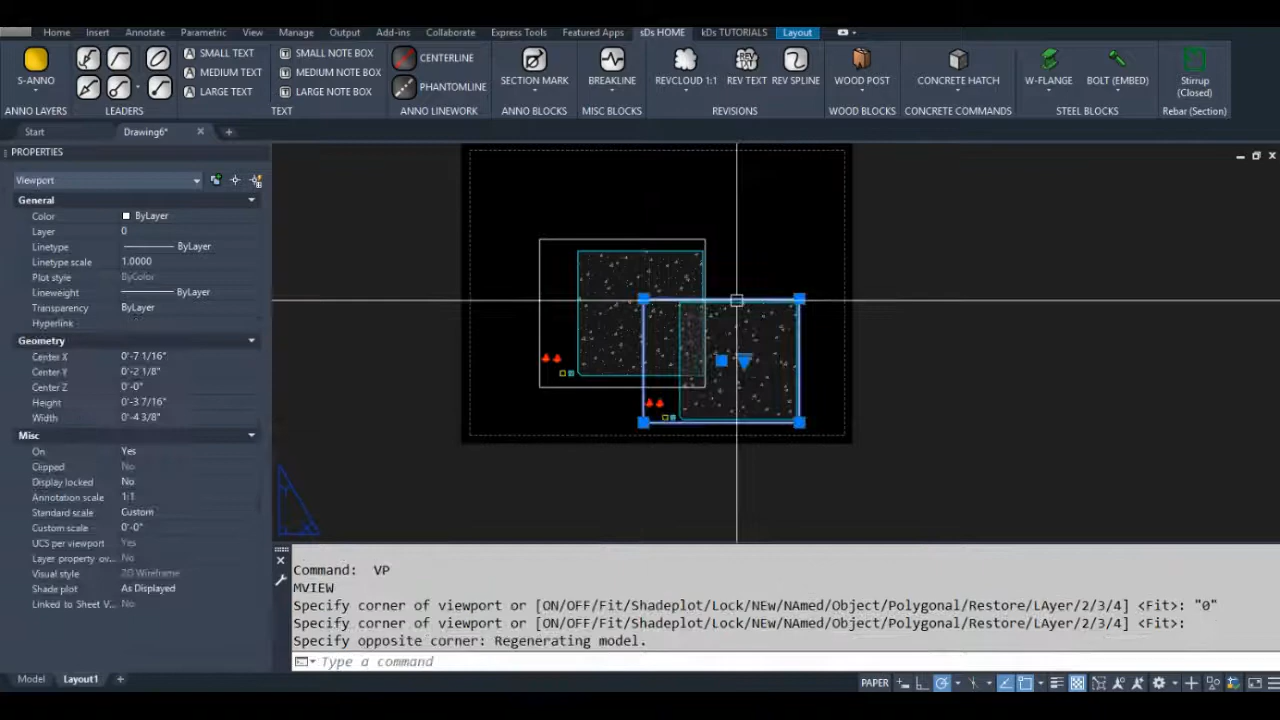 Home Insert Annotate Parametric View Manage Output Add-ins Collaborate Express Tools Featured Apps sDs HOME kDs TUTORIALS Layout
S-ANNO
A SMALL TEXT
A MEDIUM TEXT
A LARGE TEXT
SMALL NOTE BOX
MEDIUM NOTE BOX
LARGE NOTE BOX
CENTERLINE
PHANTOMLINE
SECTION MARK
BREAKLINE
REVCLOUD 1:1
REV TEXT
REV SPLINE
WOOD POST
CONCRETE HATCH
W-FLANGE
BOLT (EMBED)
Stirrup
(Closed)
ANNO LAYERS LEADERS TEXT ANNO LINEWORK ANNO BLOCKS MISC BLOCKS REVISIONS WOOD BLOCKS CONCRETE COMMANDS STEEL BLOCKS Rebar (Section)
Start Drawing6*
PROPERTIES
Viewport
General
Color ByLayer
Layer 0
Linetype ByLayer
Linetype scale 1.0000
Plot style ByColor
Lineweight ByLayer
Transparency ByLayer
Hyperlink
Geometry
Center X 0'-7 1/16"
Center Y 0'-2 1/8"
Center Z 0'-0"
Height 0'-3 7/16"
Width 0'-4 3/8"
Misc
On Yes
Clipped No
Display locked No
Annotation scale 1:1
Standard scale Custom
Custom scale 0'-0"
UCS per viewport Yes
Layer property ov... No
Visual style 2D Wireframe
Shade plot As Displayed
Linked to Sheet V... No
Command: VP
MVIEW
Specify corner of viewport or [ON/OFF/Fit/Shadeplot/Lock/NEw/NAmed/Object/Polygonal/Restore/LAyer/2/3/4] <Fit>: "0"
Specify corner of viewport or [ON/OFF/Fit/Shadeplot/Lock/NEw/NAmed/Object/Polygonal/Restore/LAyer/2/3/4] <Fit>:
Specify opposite corner: Regenerating model.
Type a command
Model Layout1
PAPER